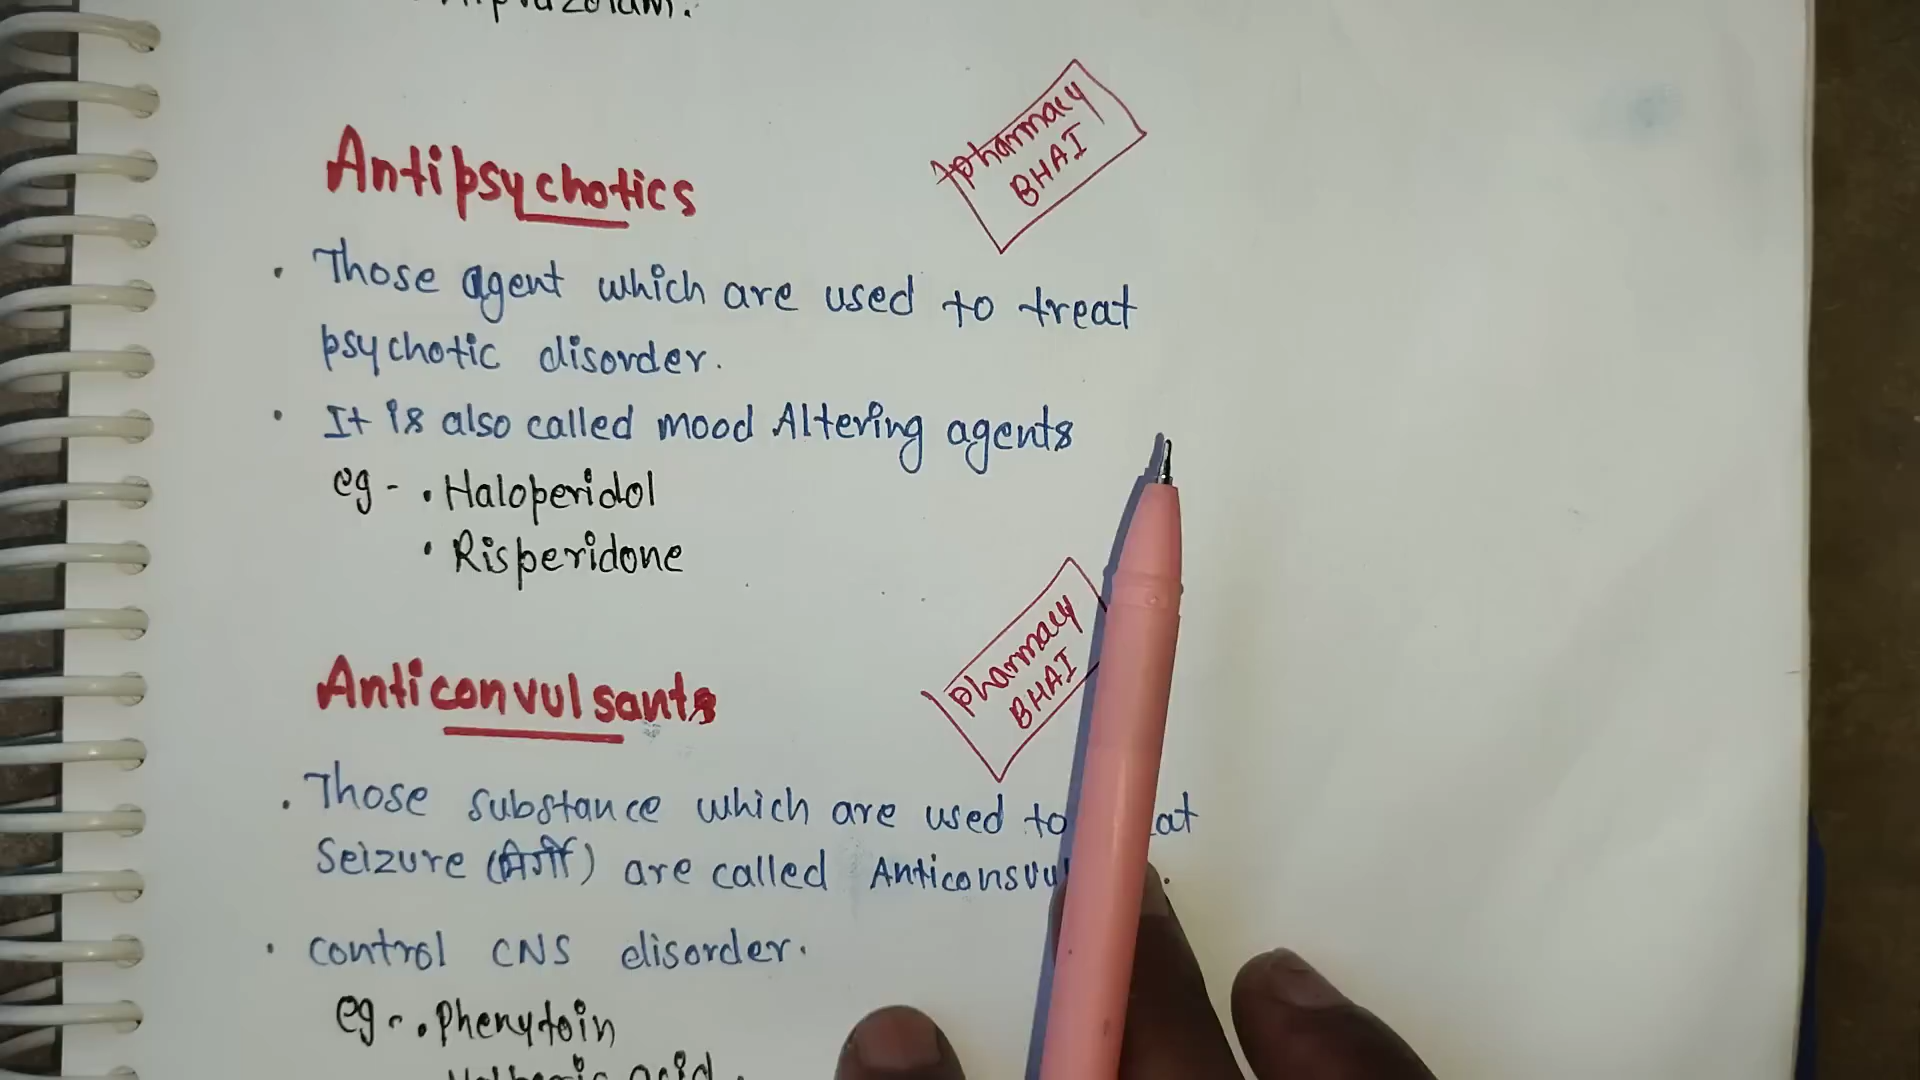 Antipsychotics
pharmacy
BHAI
• Those agent which are used to treat
psychotic disorder.
• It is also called mood Altering agents
eg - • Haloperidol
• Risperidone
pharmacy
BHAI
Anticonvulsants
• Those substance which are used to
seizure (मिर्गी) are called
• control CNS disorder.
eg - • Phenytoin
acid.